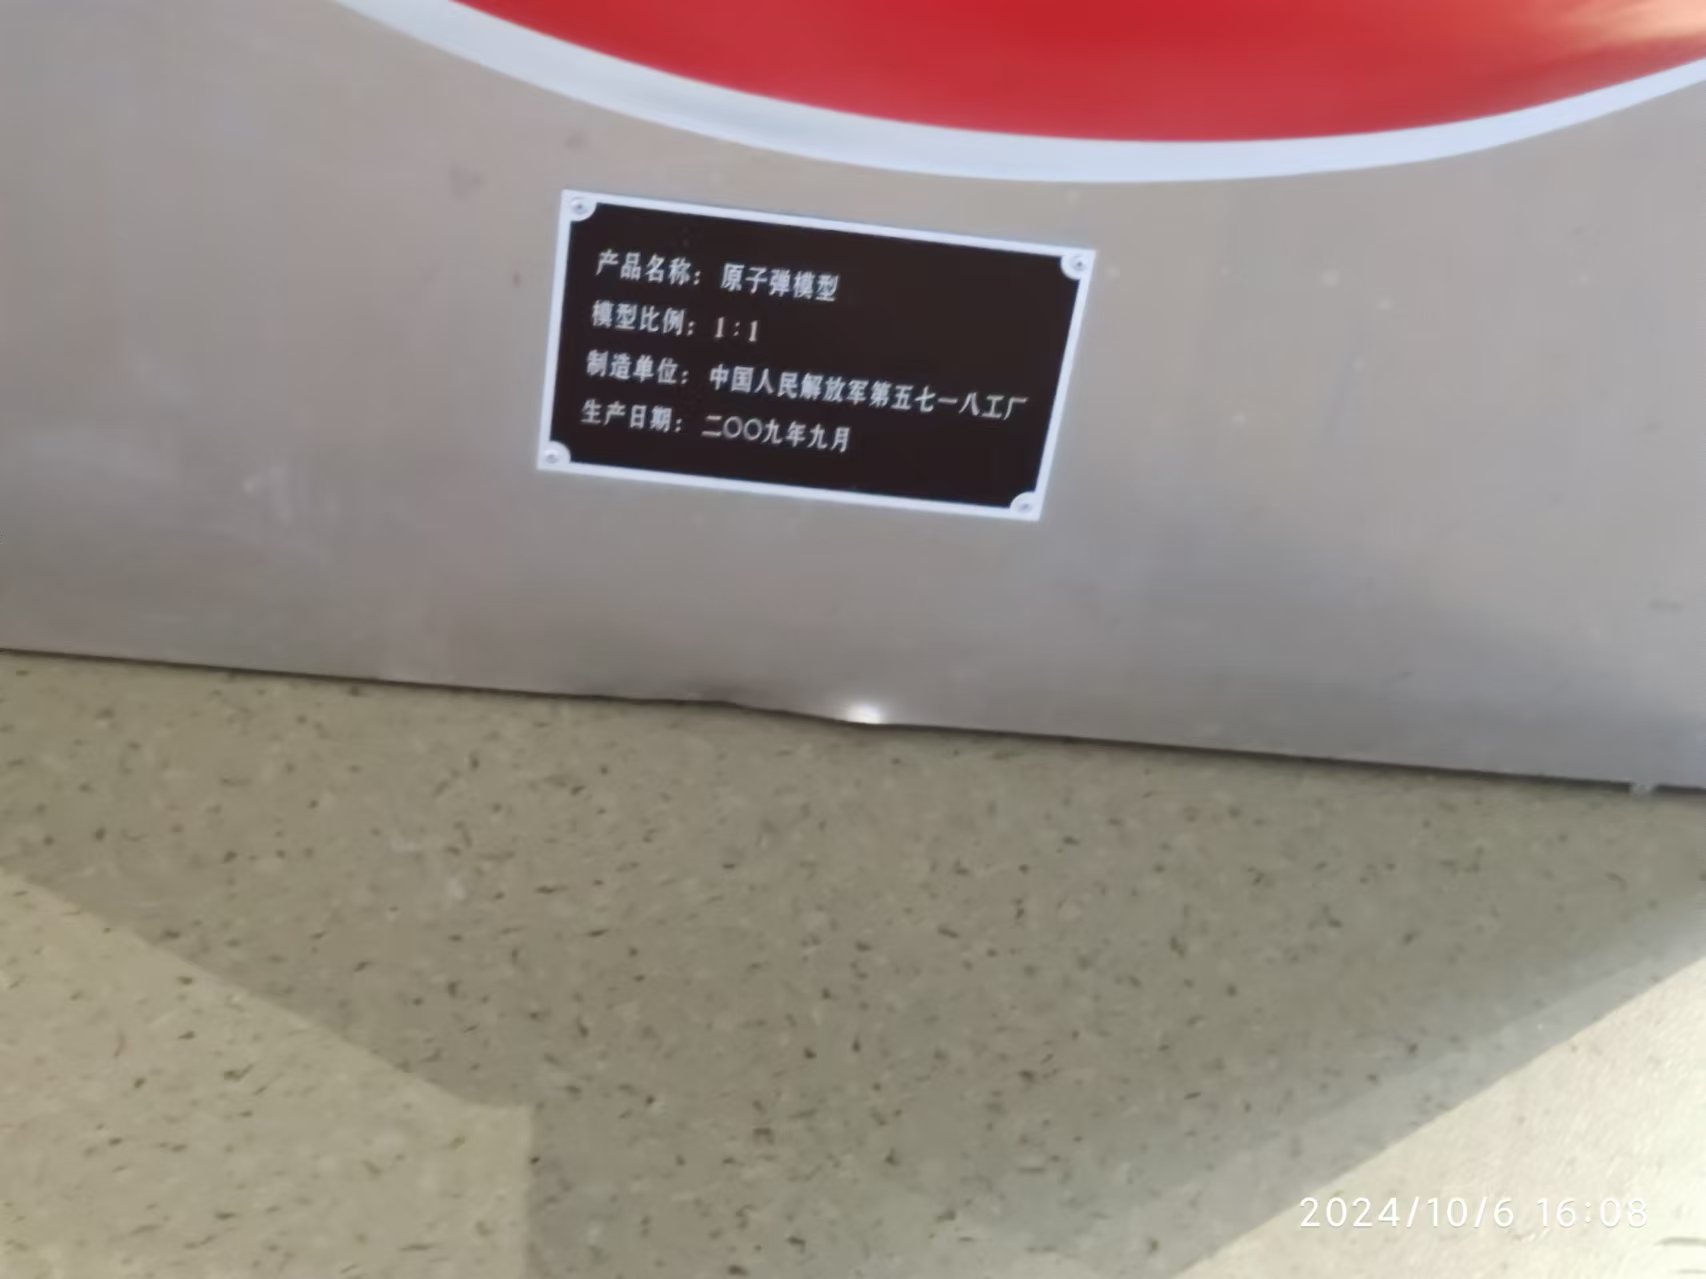 产品名称：原子弹模型
模型比例：1：1
制造单位：中国人民解放军第五七一八工厂
生产日期：二〇〇九年九月
2024/10/6 16:08